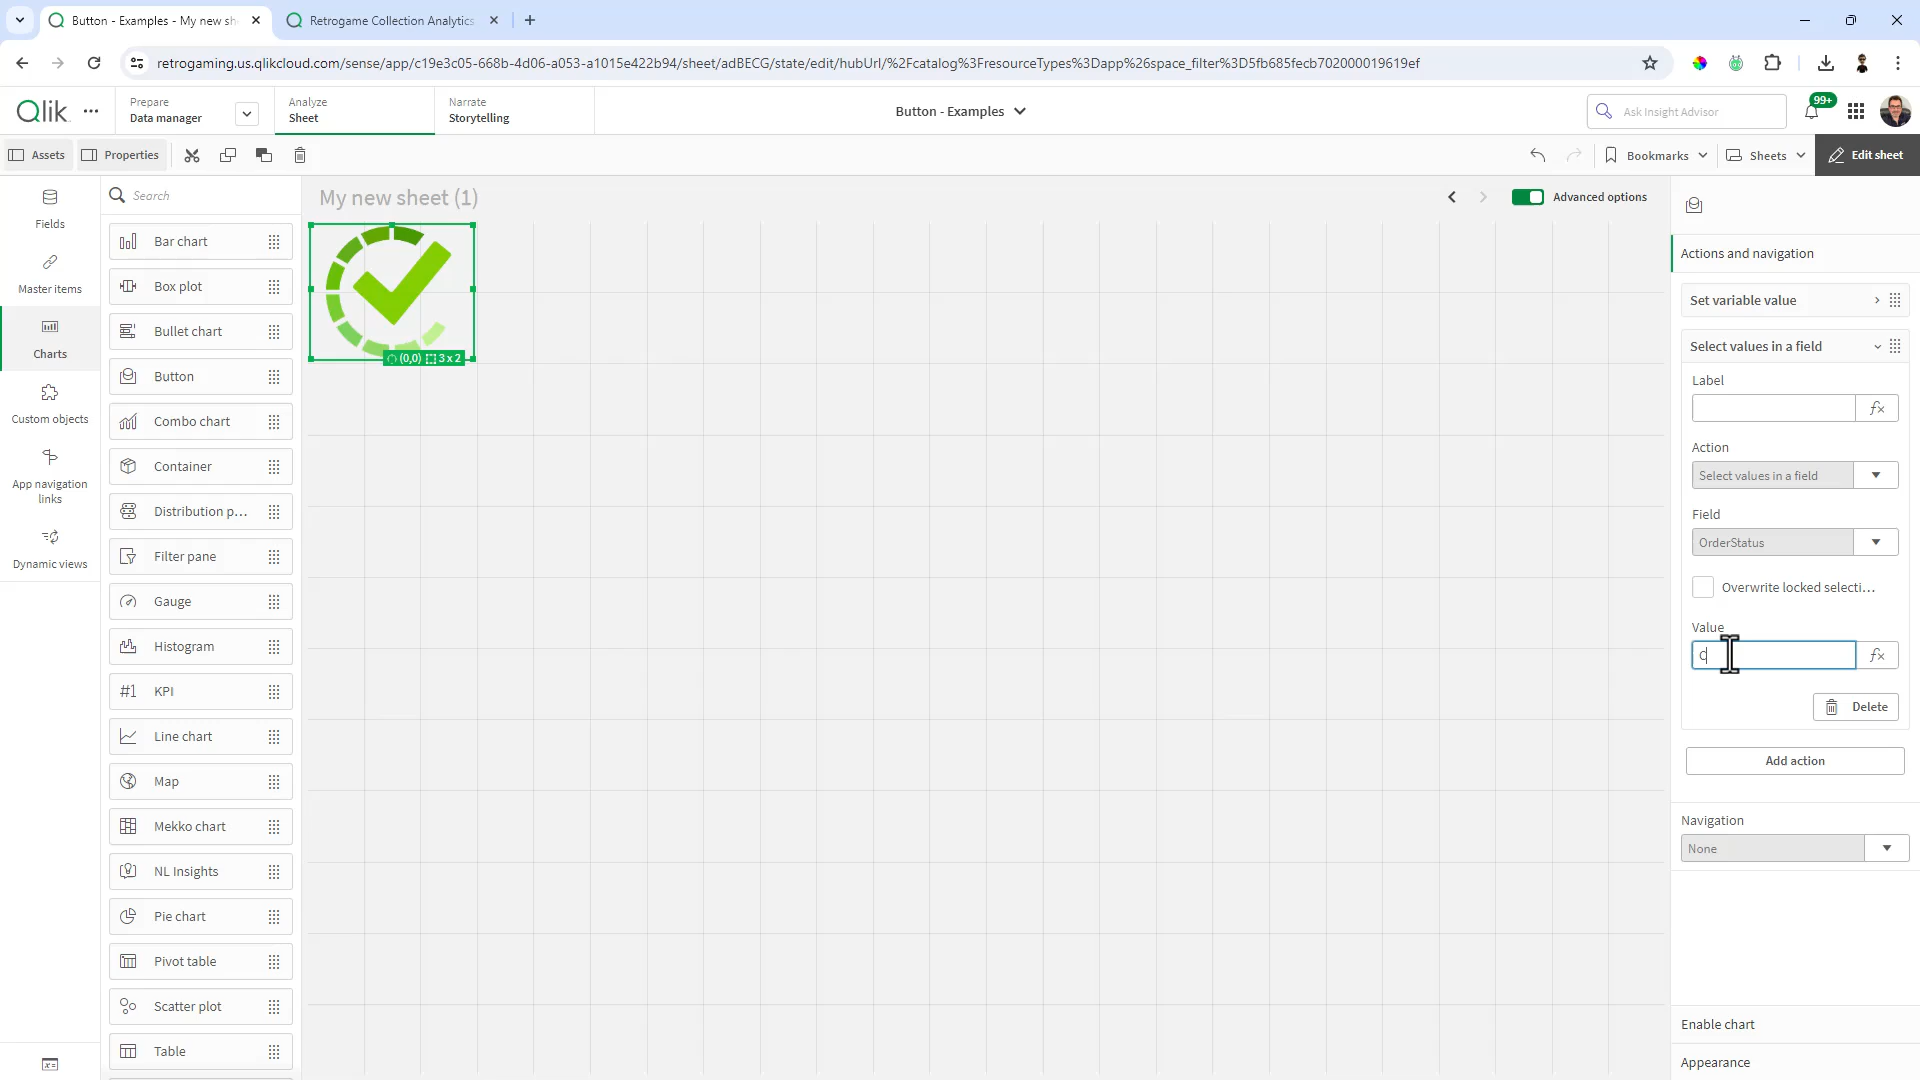 Button - Examples - My new sh
Retrogame Collection Analytics
retrogaming.us.qlikcloud.com/sense/app/c19e3c05-668b-4d06-a053-a1015e422b94/sheet/adBECG/state/edit/hubUrl/%2Fcatalog%3FresourceTypes%3Dapp%26space_filter%3D5fb685fecb702000019619ef
Qlik
Prepare
Data manager
Analyze
Sheet
Narrate
Storytelling
Button - Examples
Ask Insight Advisor
99+
Assets
Properties
Bookmarks
Sheets
Edit sheet
Fields
Master items
Charts
Custom objects
App navigation
links
Dynamic views
Search
Bar chart
Box plot
Bullet chart
Button
Combo chart
Container
Distribution p...
Filter pane
Gauge
Histogram
#1 KPI
Line chart
Map
Mekko chart
NL Insights
Pie chart
Pivot table
Scatter plot
Table
My new sheet (1)
Advanced options
(0,0) 3 x 2
Actions and navigation
Set variable value
Select values in a field
Label
fx
Action
Select values in a field
Field
OrderStatus
Overwrite locked selecti...
Value
C
fx
Delete
Add action
Navigation
None
Enable chart
Appearance